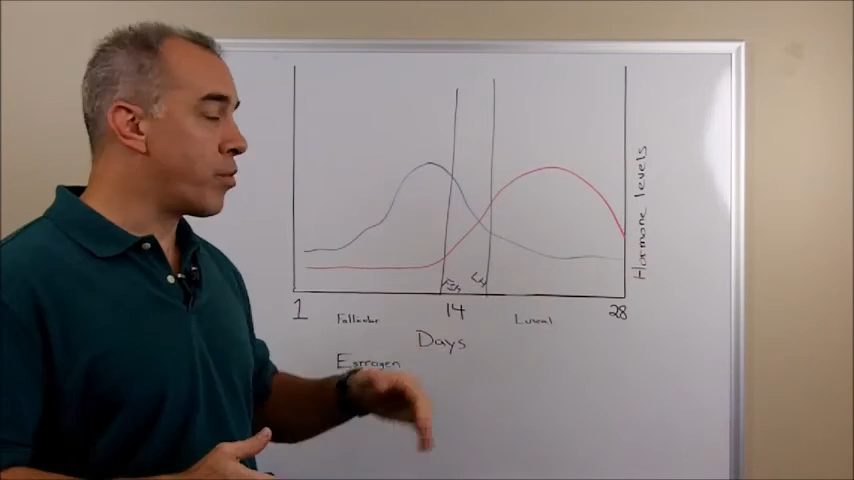 Hormone levels
1
14
28
Follicular
Luteal
Days
Estrogen